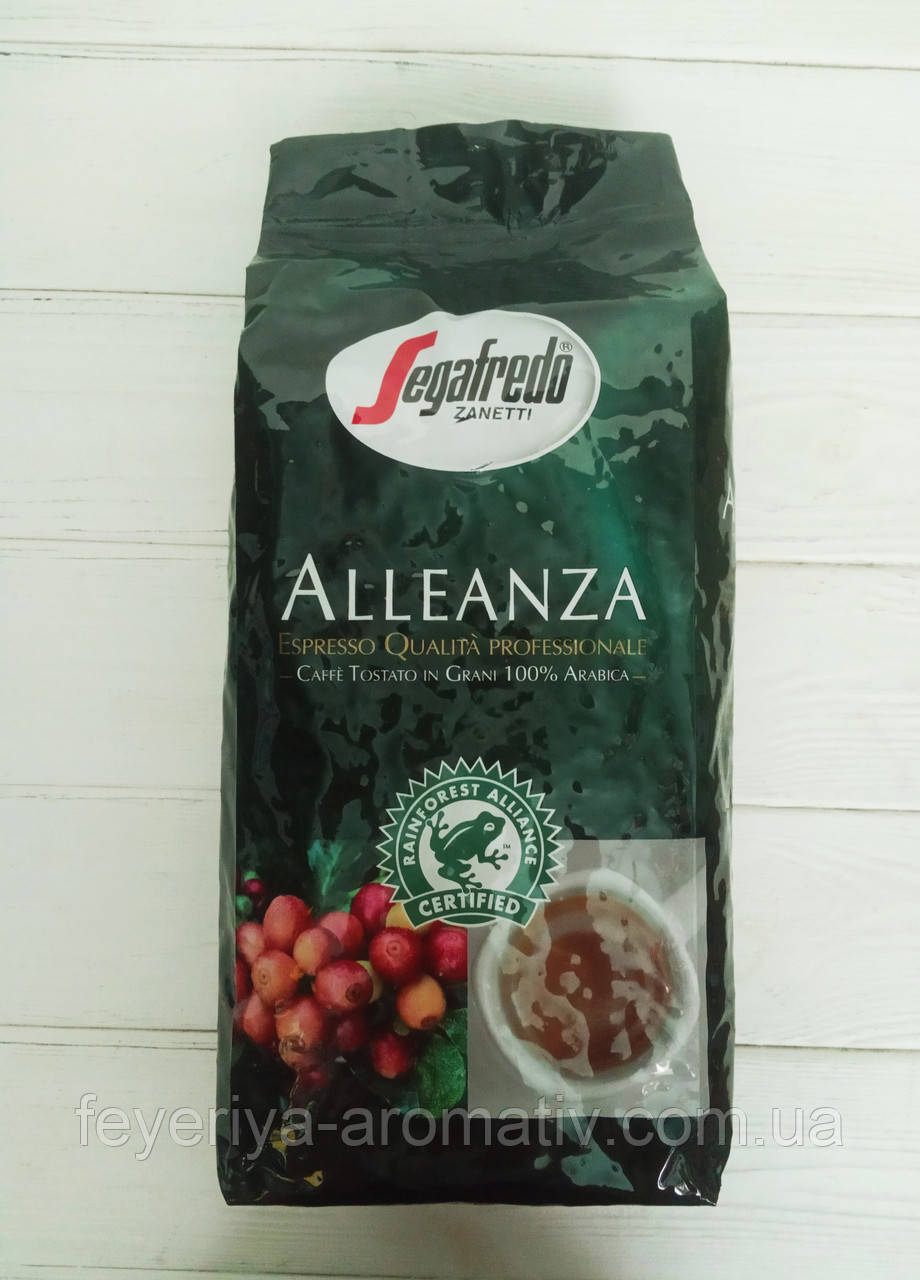 Segafredo®
ZANETTI
A
ALLEANZA
ESPRESSO QUALITÀ PROFESSIONALE
– CAFFÈ TOSTATO IN GRANI 100% ARABICA –
RAINFOREST ALLIANCE
TM
CERTIFIED
feyeriya-aromativ.com.ua